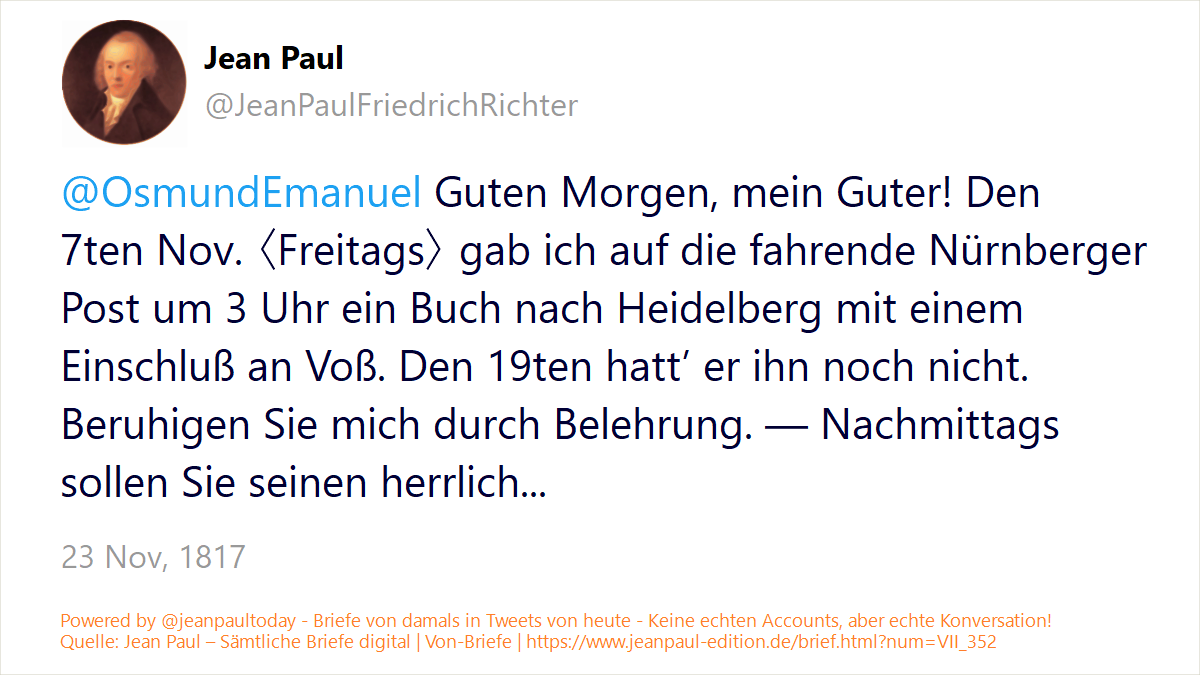 Jean Paul
@JeanPaulFriedrichRichter
@OsmundEmanuel Guten Morgen, mein Guter! Den
7ten Nov. 〈Freitags〉 gab ich auf die fahrende Nürnberger
Post um 3 Uhr ein Buch nach Heidelberg mit einem
Einschluß an Voß. Den 19ten hatt’ er ihn noch nicht.
Beruhigen Sie mich durch Belehrung. — Nachmittags
sollen Sie seinen herrlich...
23 Nov, 1817
Powered by @jeanpaultoday - Briefe von damals in Tweets von heute - Keine echten Accounts, aber echte Konversation!
Quelle: Jean Paul – Sämtliche Briefe digital | Von-Briefe | https://www.jeanpaul-edition.de/brief.html?num=VII_352